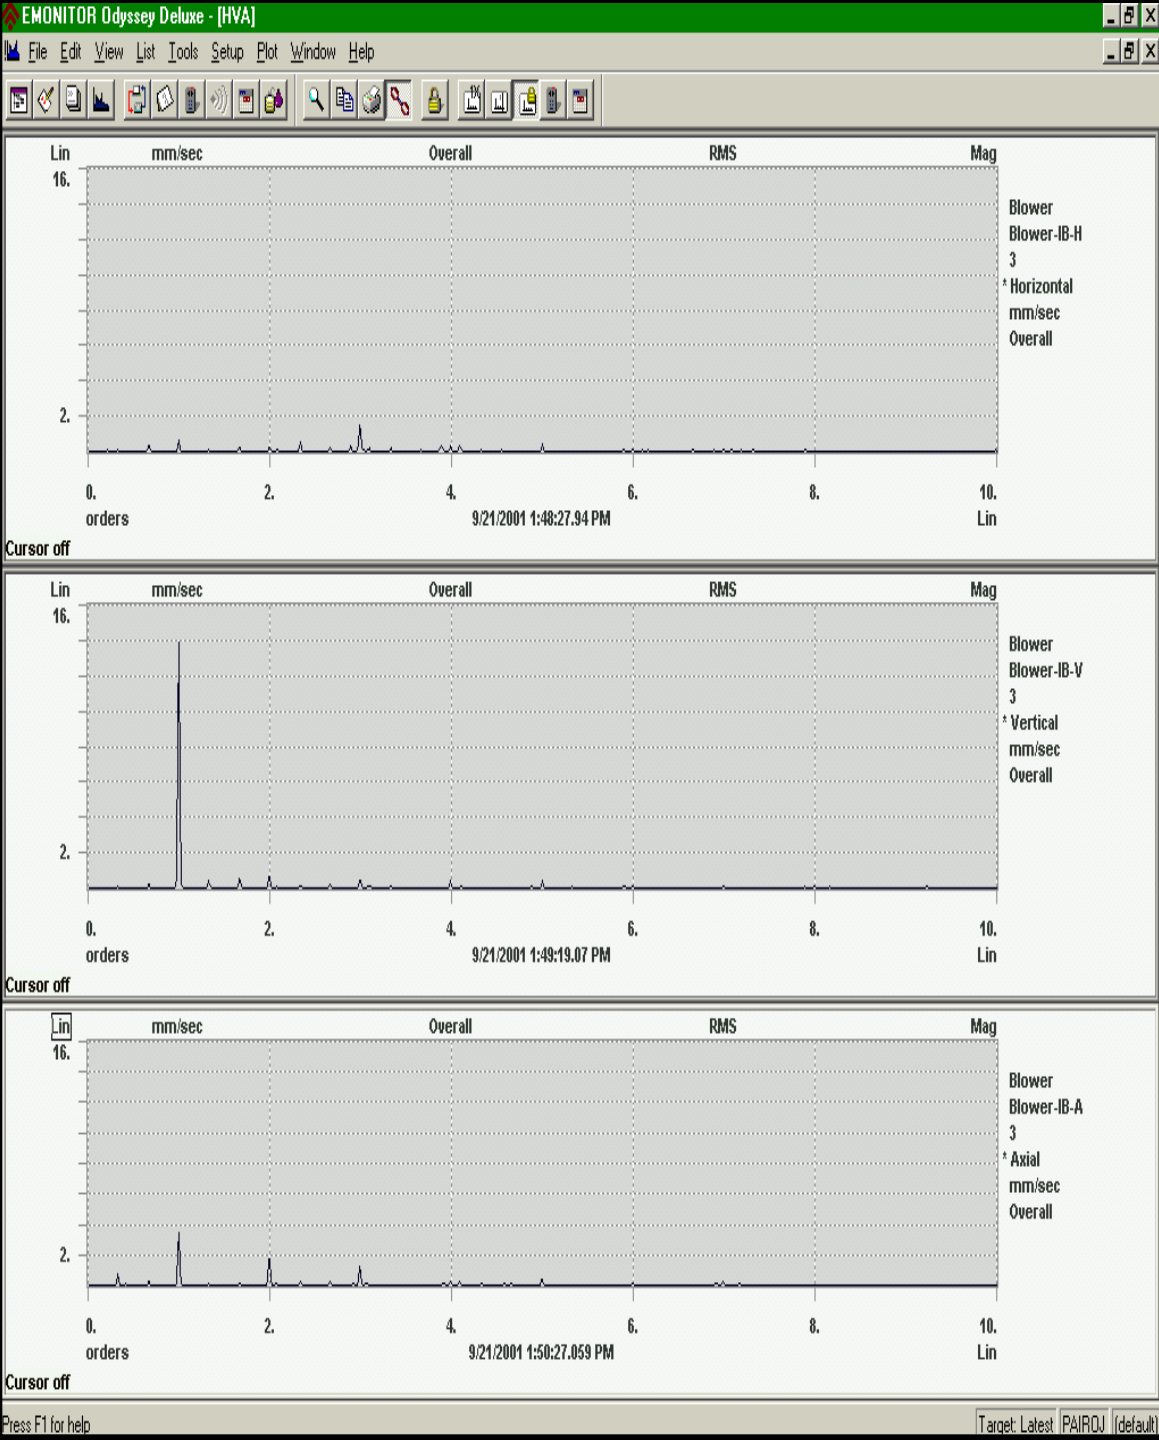 EMONITOR Odyssey Deluxe - [HVA]
File Edit View List Tools Setup Plot Window Help
Lin mm/sec Overall RMS Mag
16.
Blower
Blower-IB-H
3
* Horizontal
mm/sec
Overall
2.
0. 2. 4. 6. 8. 10.
orders 9/21/2001 1:48:27.94 PM Lin
Cursor off
Lin mm/sec Overall RMS Mag
16.
Blower
Blower-IB-V
3
* Vertical
mm/sec
Overall
2.
0. 2. 4. 6. 8. 10.
orders 9/21/2001 1:49:19.07 PM Lin
Cursor off
Lin mm/sec Overall RMS Mag
16.
Blower
Blower-IB-A
3
* Axial
mm/sec
Overall
2.
0. 2. 4. 6. 8. 10.
orders 9/21/2001 1:50:27.059 PM Lin
Cursor off
Press F1 for help Target: Latest PAIROJ (default)